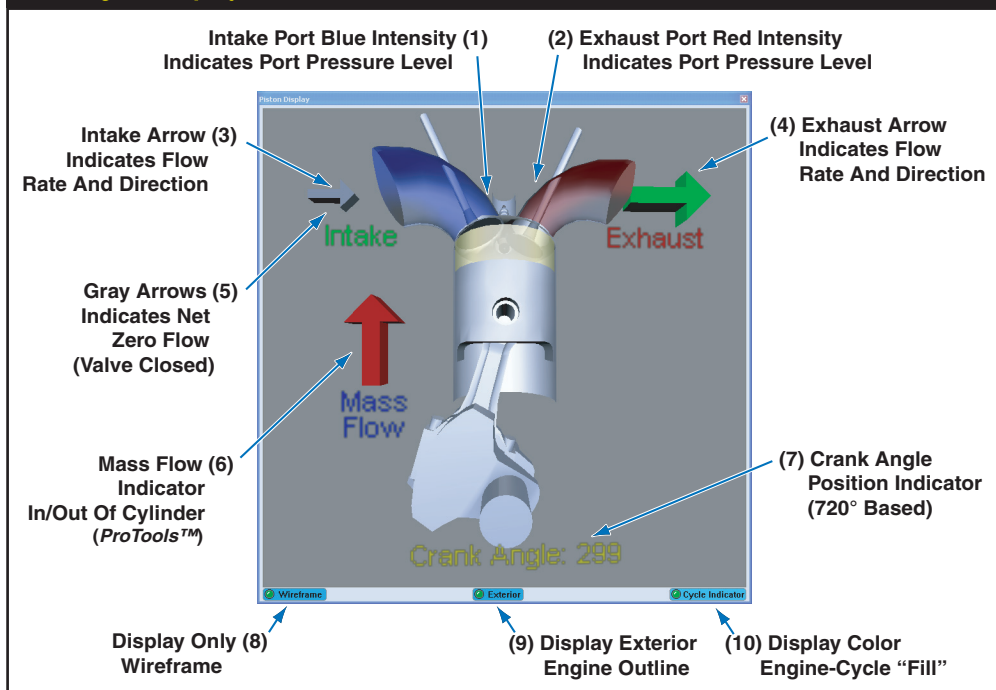 Intake Port Blue Intensity (1)
Indicates Port Pressure Level
(2) Exhaust Port Red Intensity
Indicates Port Pressure Level
Piston Display
Intake Arrow (3)
Indicates Flow
Rate And Direction
(4) Exhaust Arrow
Indicates Flow
Rate And Direction
Intake
Exhaust
Gray Arrows (5)
Indicates Net
Zero Flow
(Valve Closed)
Mass
Flow
Mass Flow (6)
Indicator
In/Out Of Cylinder
(ProTools™)
(7) Crank Angle
Position Indicator
(720° Based)
Crank Angle: 299
Wireframe
Exterior
Cycle Indicator
Display Only (8)
Wireframe
(9) Display Exterior
Engine Outline
(10) Display Color
Engine-Cycle “Fill”